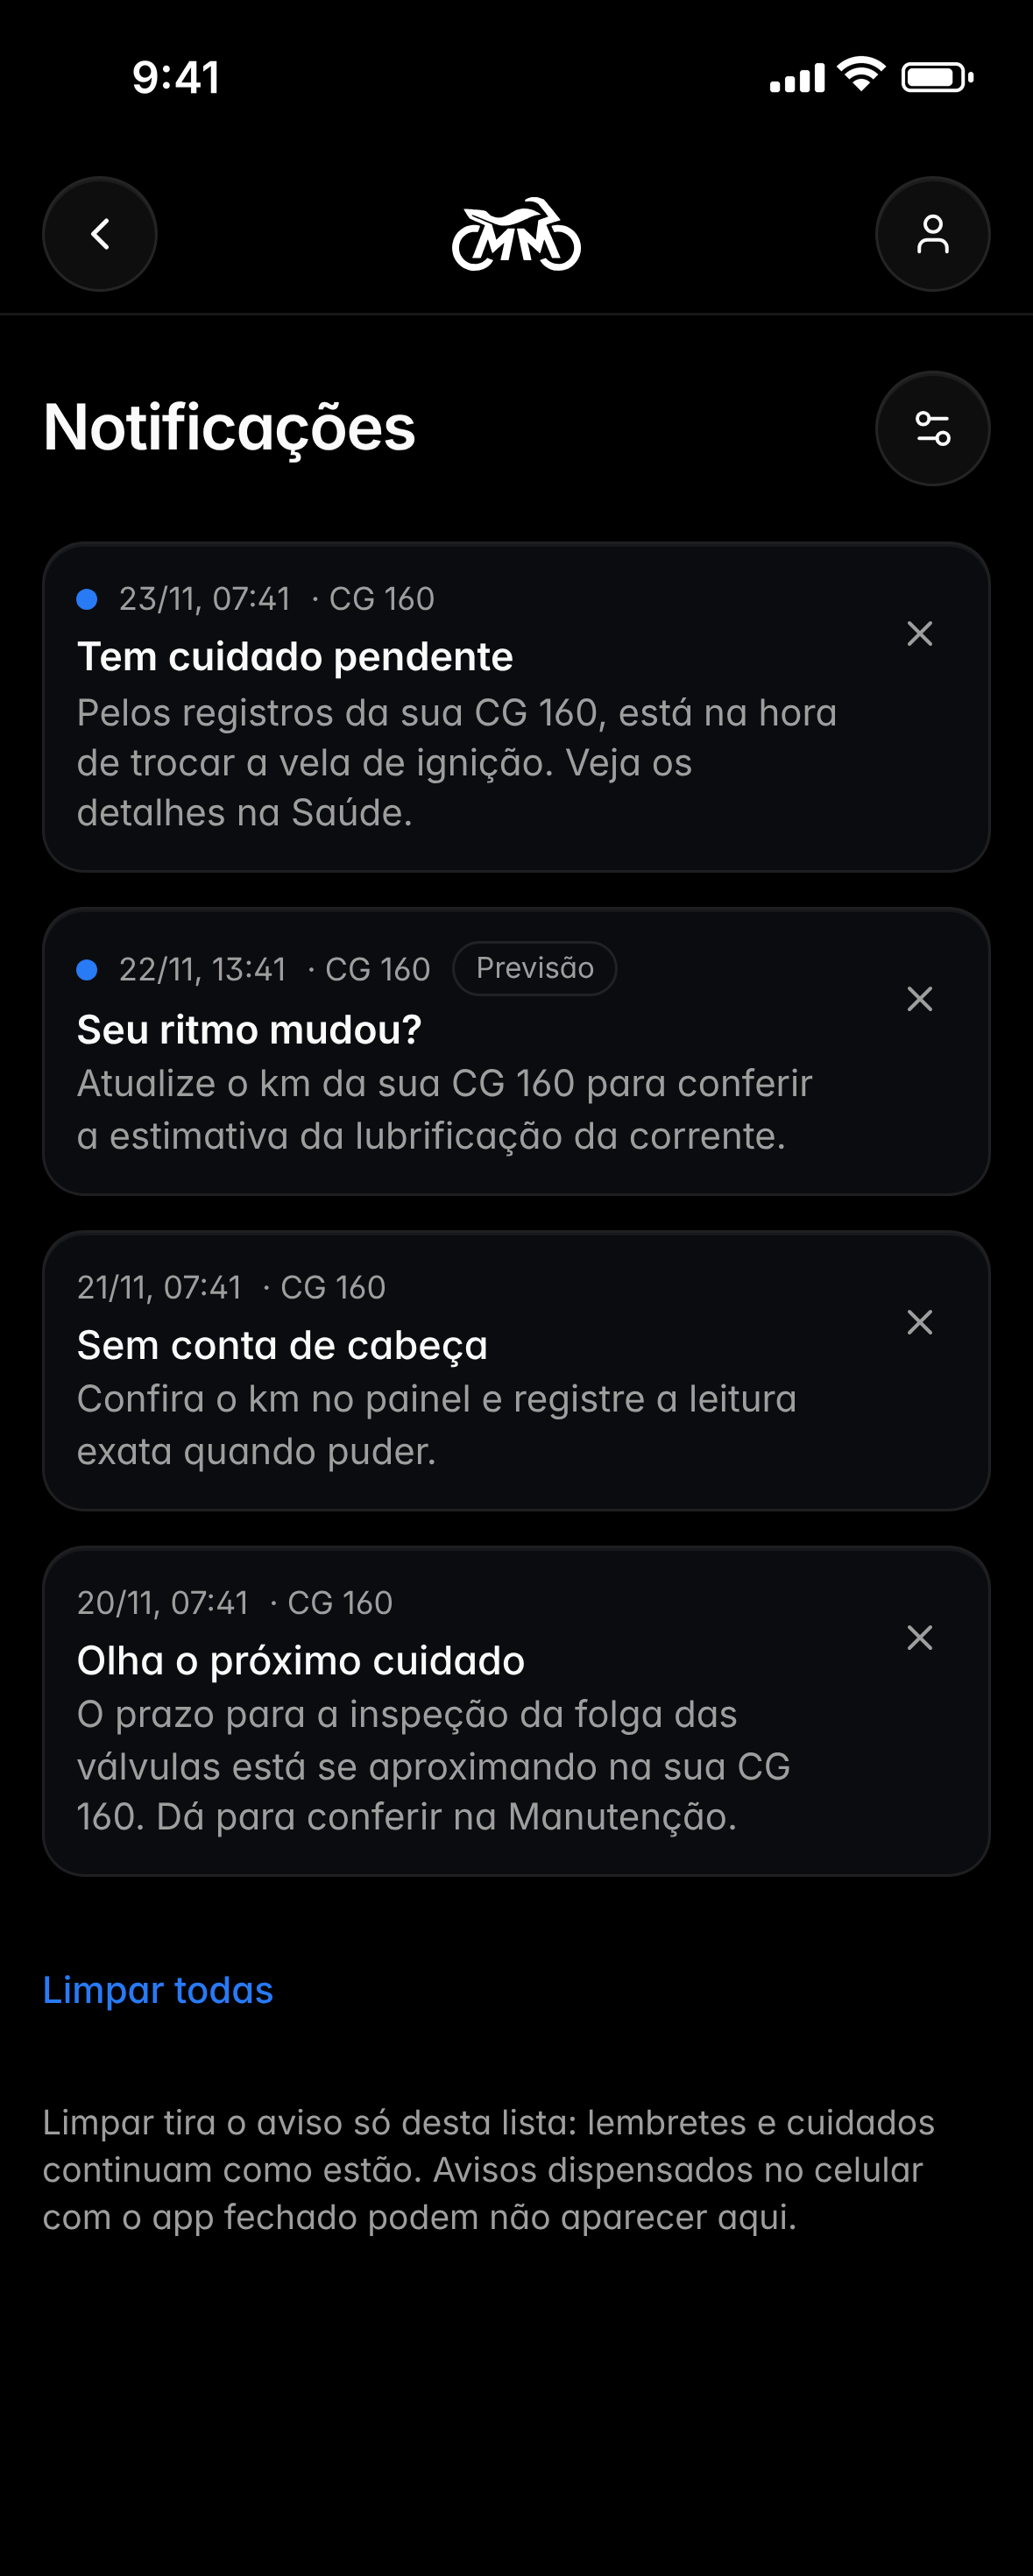 9:41
MM
Notificações
23/11, 07:41 · CG 160
Tem cuidado pendente
Pelos registros da sua CG 160, está na hora
de trocar a vela de ignição. Veja os
detalhes na Saúde.
22/11, 13:41 · CG 160 Previsão
Seu ritmo mudou?
Atualize o km da sua CG 160 para conferir
a estimativa da lubrificação da corrente.
21/11, 07:41 · CG 160
Sem conta de cabeça
Confira o km no painel e registre a leitura
exata quando puder.
20/11, 07:41 · CG 160
Olha o próximo cuidado
O prazo para a inspeção da folga das
válvulas está se aproximando na sua CG
160. Dá para conferir na Manutenção.
Limpar todas
Limpar tira o aviso só desta lista: lembretes e cuidados
continuam como estão. Avisos dispensados no celular
com o app fechado podem não aparecer aqui.